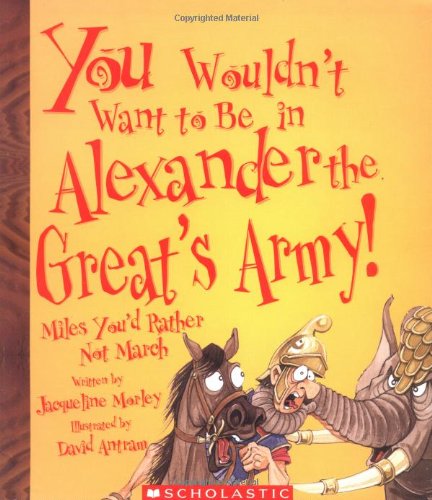 Copyrighted Material
You Wouldn't
Want to Be in
Alexander the
Great's Army!
Miles You'd Rather
Not March
Written by
Jacqueline Morley
Illustrated by
David Antram
SCHOLASTIC